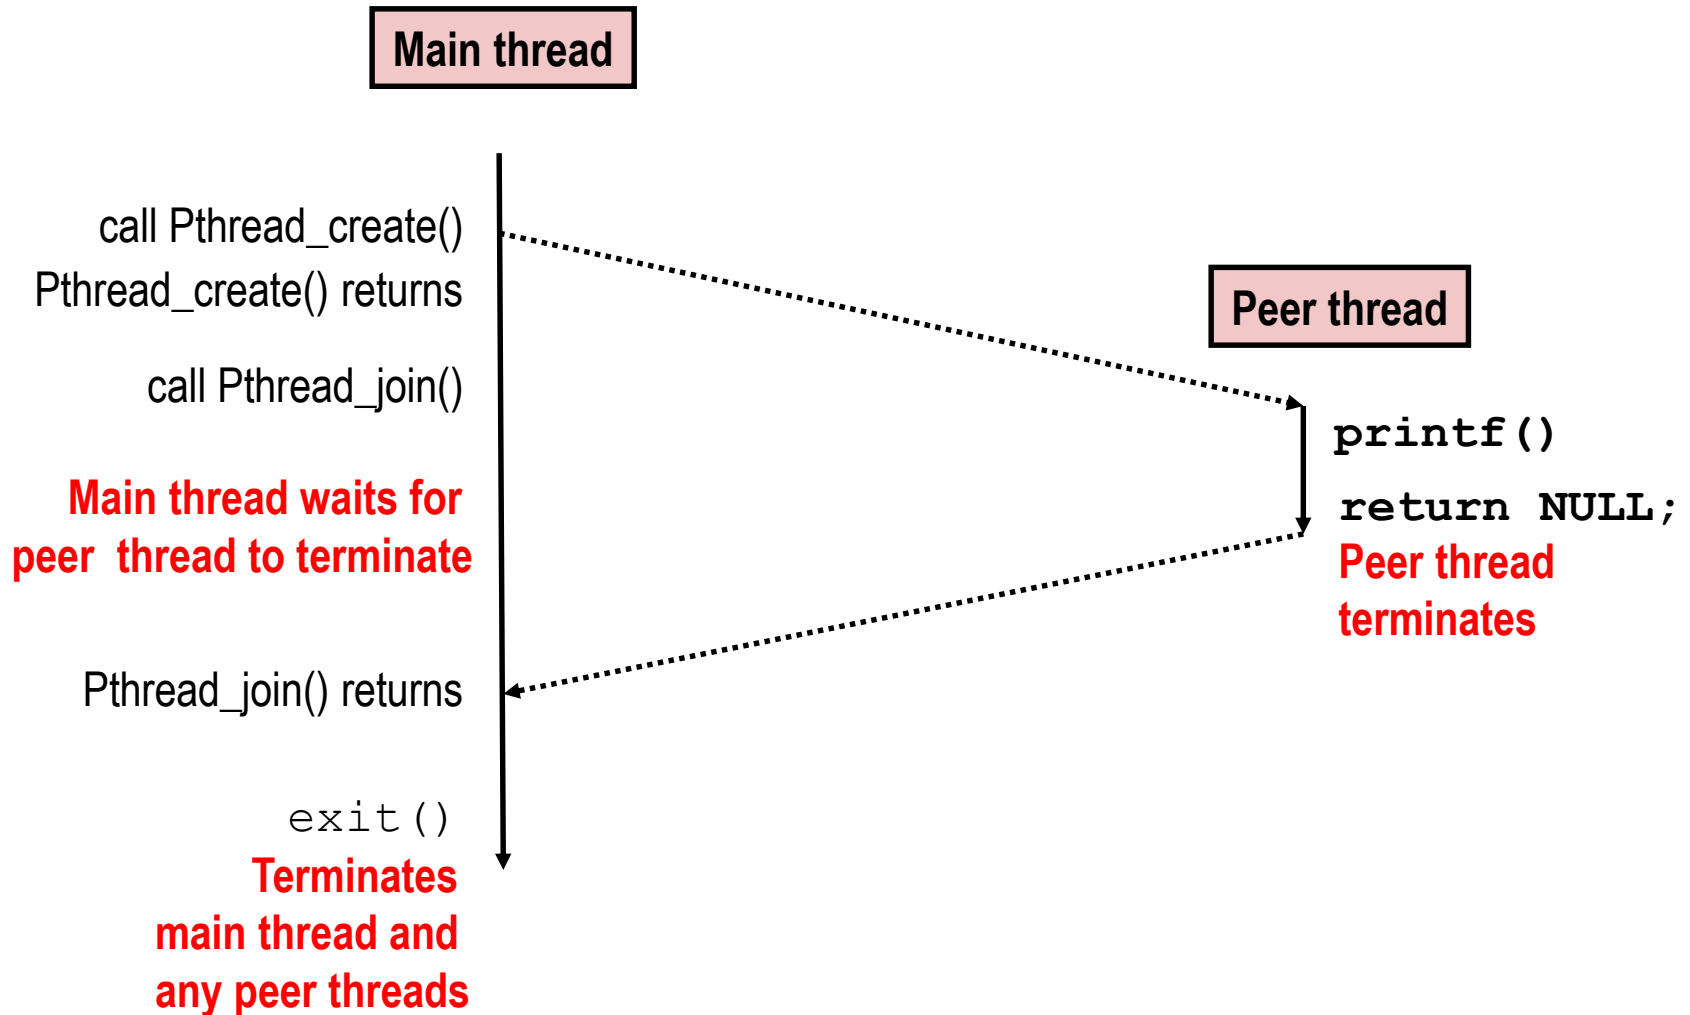 Main thread
call Pthread_create()
Pthread_create() returns
Peer thread
call Pthread_join()
printf()
Main thread waits for
peer  thread to terminate
return NULL;
Peer thread
terminates
Pthread_join() returns
exit()
Terminates
main thread and
any peer threads